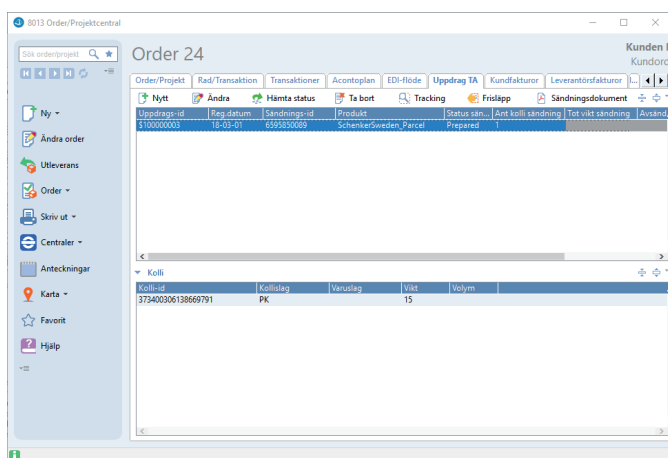 8013 Order/Projektcentral
Sök order/projekt
Order 24
Kunden
Kundord
Order/Projekt Rad/Transaktion Transaktioner Acontoplan EDI-flöde Uppdrag TA Kundfakturor Leverantörsfakturor I...
Nytt Ändra Hämta status Ta bort Tracking Frisläpp Sändningsdokument
Uppdrags-id Reg.datum Sändnings-id Produkt Status sän... Ant kolli sändning Tot vikt sändning Avsänd.
$100000003 18-03-01 6595850089 SchenkerSweden_Parcel Prepared 1
Ny
Ändra order
Utleverans
Order
Skriv ut
Centraler
Anteckningar
Karta
Favorit
Hjälp
Kolli
Kolli-id Kollislag Varuslag Vikt Volym
373400306138669791 PK 15